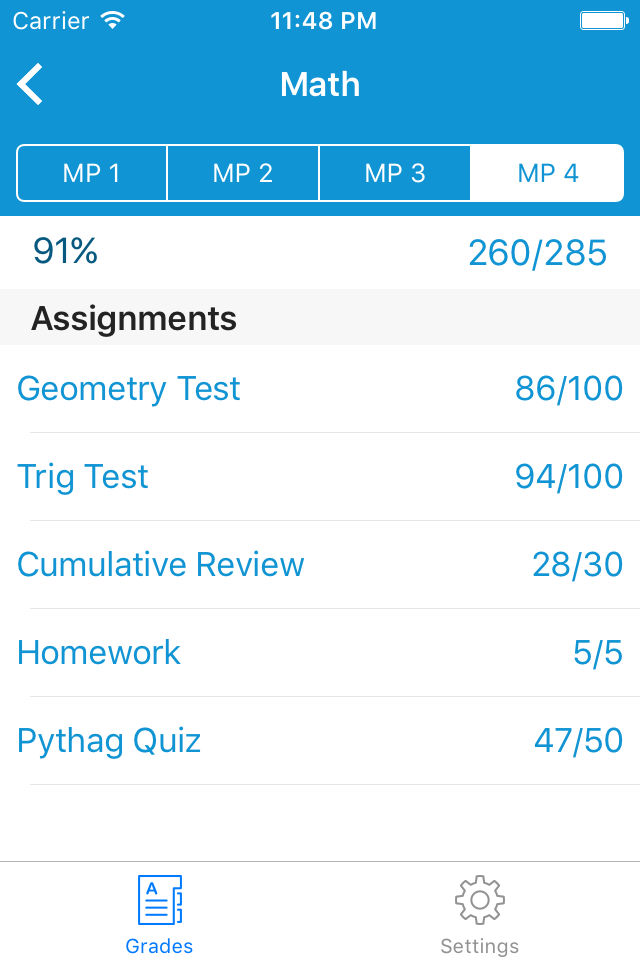 Carrier 11:48 PM
Math
MP 1 MP 2 MP 3 MP 4
91% 260/285
Assignments
Geometry Test 86/100
Trig Test 94/100
Cumulative Review 28/30
Homework 5/5
Pythag Quiz 47/50
A
Grades Settings